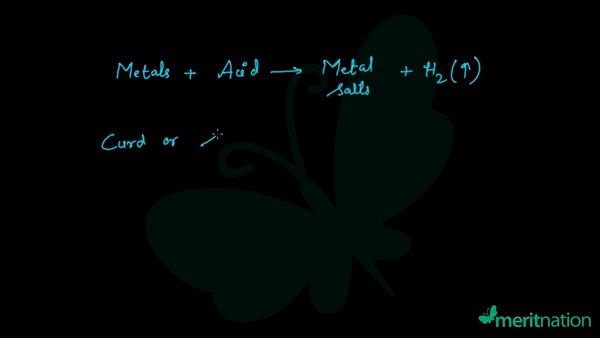 Metals + Acid → Metal salts + H₂(↑)
Curd or
meritnation